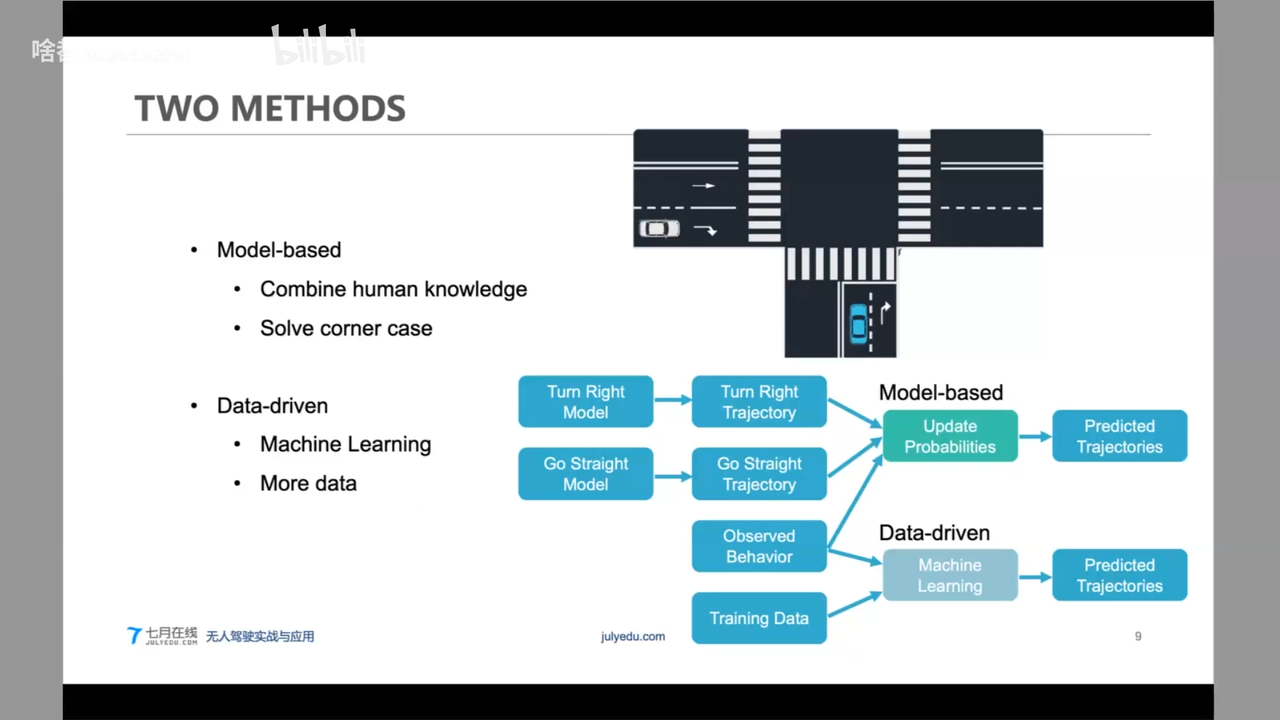 啥都
bilibili
TWO METHODS
• Model-based
• Combine human knowledge
• Solve corner case
• Data-driven
• Machine Learning
• More data
Turn Right
Model
Turn Right
Trajectory
Model-based
Update
Probabilities
Predicted
Trajectories
Go Straight
Model
Go Straight
Trajectory
Observed
Behavior
Data-driven
Machine
Learning
Predicted
Trajectories
Training Data
七月在线
JULYEDU.COM
无人驾驶实战与应用
julyedu.com
9